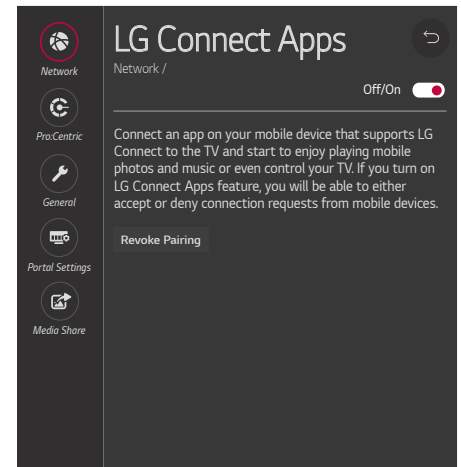 LG Connect Apps
Network /
Off/On
Connect an app on your mobile device that supports LG
Connect to the TV and start to enjoy playing mobile
photos and music or even control your TV. If you turn on
LG Connect Apps feature, you will be able to either
accept or deny connection requests from mobile devices.
Revoke Pairing
Network
Pro:Centric
General
Portal Settings
Media Share